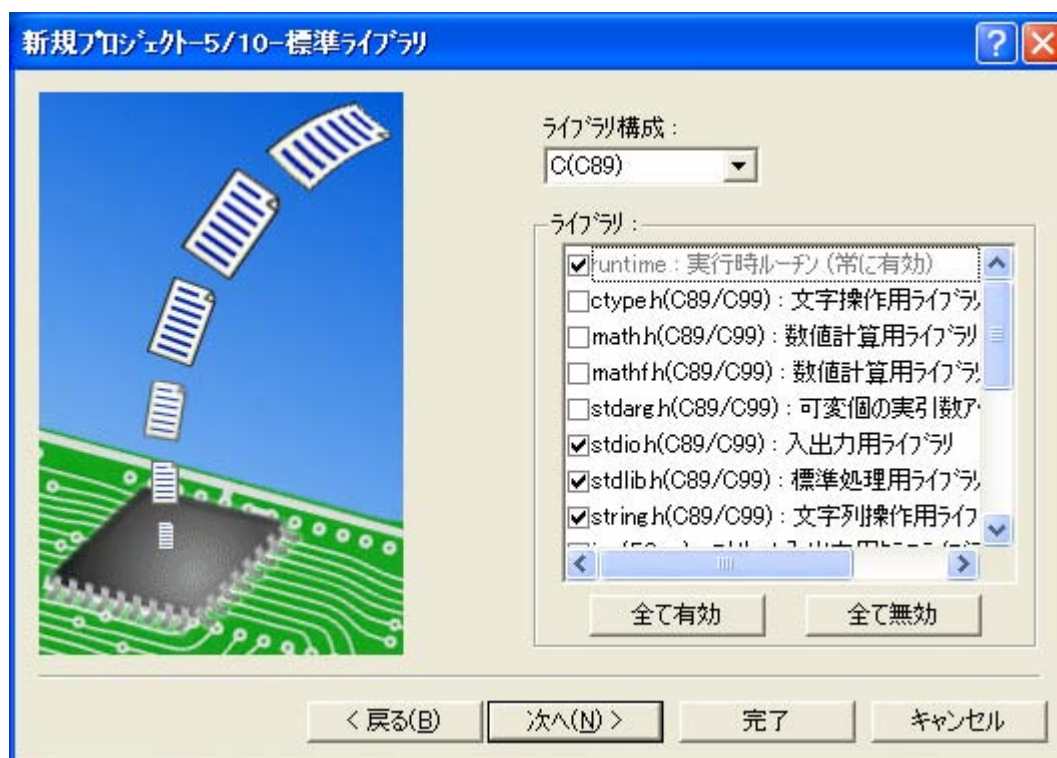 新規プロジェクト-5/10-標準ライブラリ
ライブラリ構成 :
C(C89)
ライブラリ :
runtime : 実行時ルーチン (常に有効)
ctype.h(C89/C99) : 文字操作用ライブラリ
math.h(C89/C99) : 数値計算用ライブラリ
mathf.h(C89/C99) : 数値計算用ライブラ
stdarg.h(C89/C99) : 可変個の実引数ア
stdio.h(C89/C99) : 入出力用ライブラリ
stdlib.h(C89/C99) : 標準処理用ライブラリ
string.h(C89/C99) : 文字列操作用ライブ
全て有効
全て無効
< 戻る(B)
次へ(N) >
完了
キャンセル